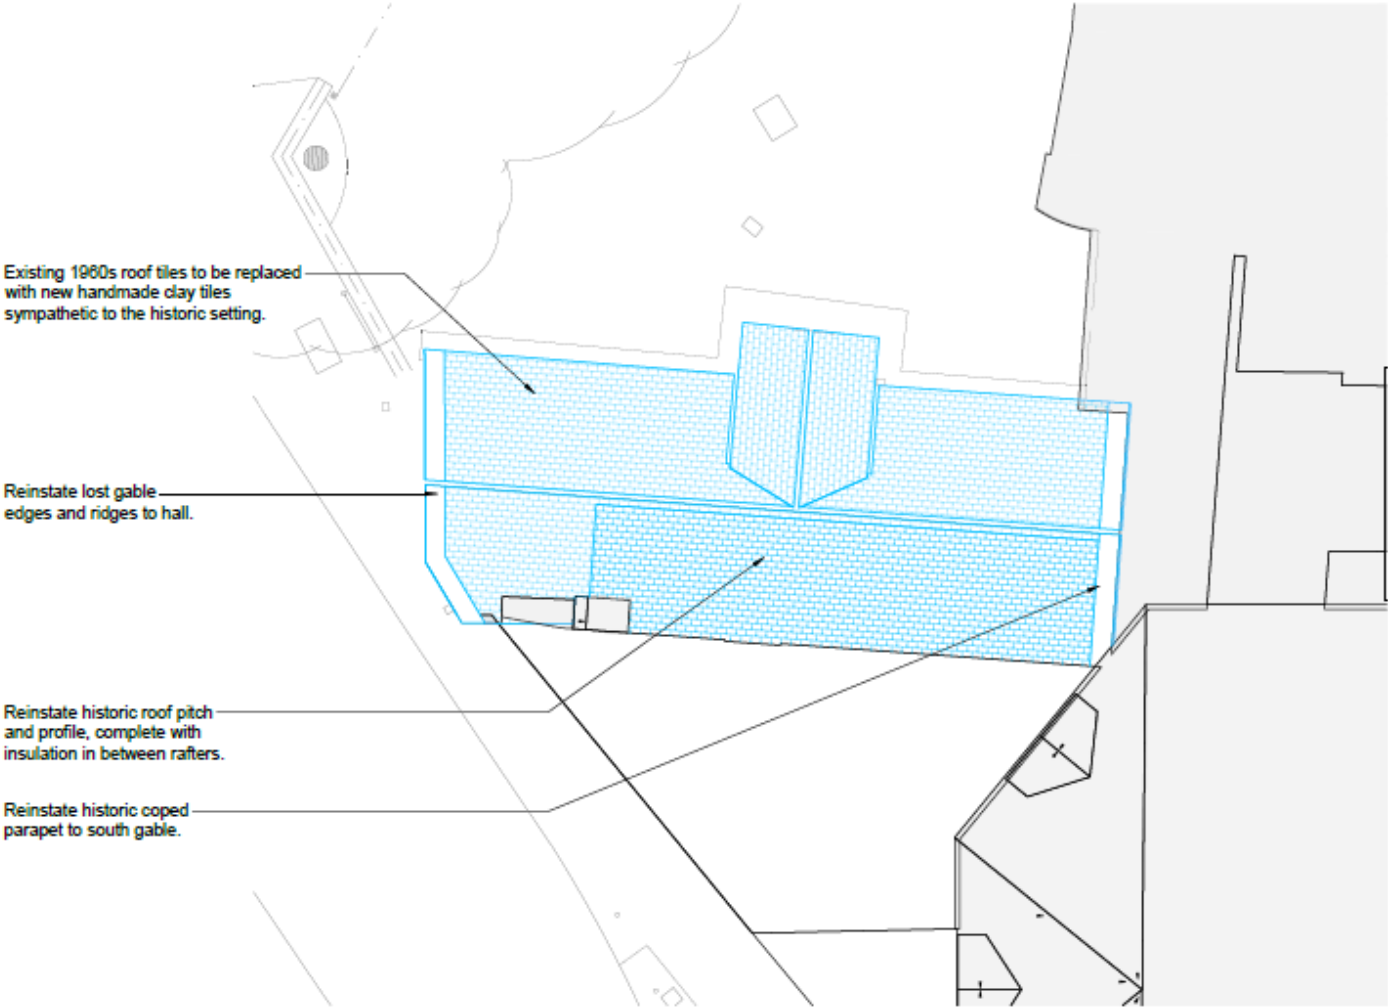 Existing 1960s roof tiles to be replaced
with new handmade clay tiles
sympathetic to the historic setting.
Reinstate lost gable
edges and ridges to hall.
Reinstate historic roof pitch
and profile, complete with
insulation in between rafters.
Reinstate historic coped
parapet to south gable.